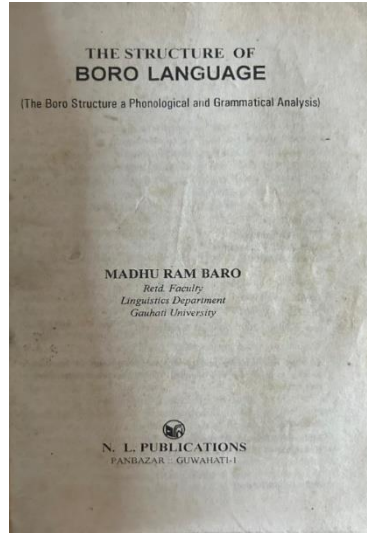 THE STRUCTURE OF
BORO LANGUAGE
(The Boro Structure a Phonological and Grammatical Analysis)
MADHU RAM BARO
Retd. Faculty
Linguistics Department
Gauhati University
N. L. PUBLICATIONS
PANBAZAR : GUWAHATI-1